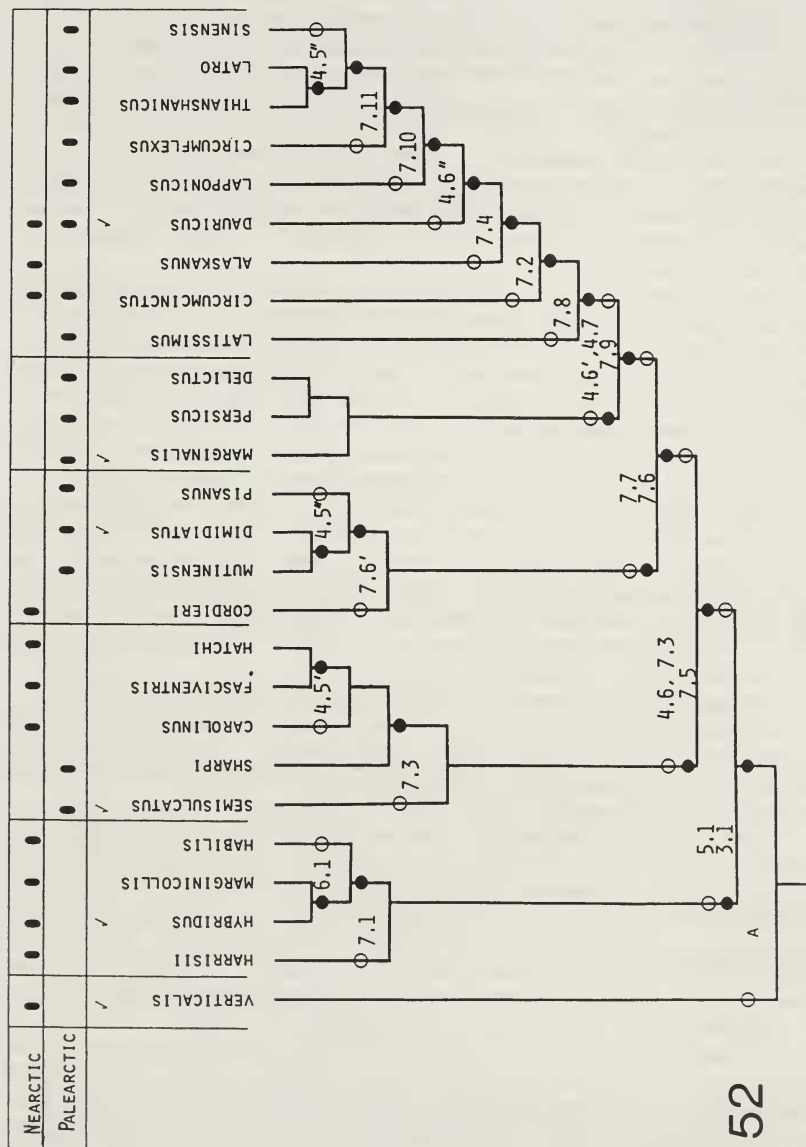 NEARCTIC
PALEARCTIC
SINENSIS
LATRO
THIANSHANICUS
CIRCUMFLEXUS
LAPPONICUS
DAURICUS
ALASKANUS
CIRCUMCINCTUS
LATISSIMUS
DELICTUS
PERSICUS
MARGINALIS
PISANUS
DIMIDIATUS
MUTINENSIS
CORDIERI
HATCHI
FASCIVENTRIS
CAROLINUS
SHARPI
SEMISULCATUS
HABILIS
MARGINICOLLIS
HYBRIDUS
HARRISII
VERTICALIS
4.5"
7.11
7.10
4.6"
7.4
7.2
7.8
4.6', 4.7
7.9
7.7
7.6
4.5"
7.6'
4.6, 7.3
7.5
4.5'
7.3
5.1
3.1
6.1
7.1
A
52